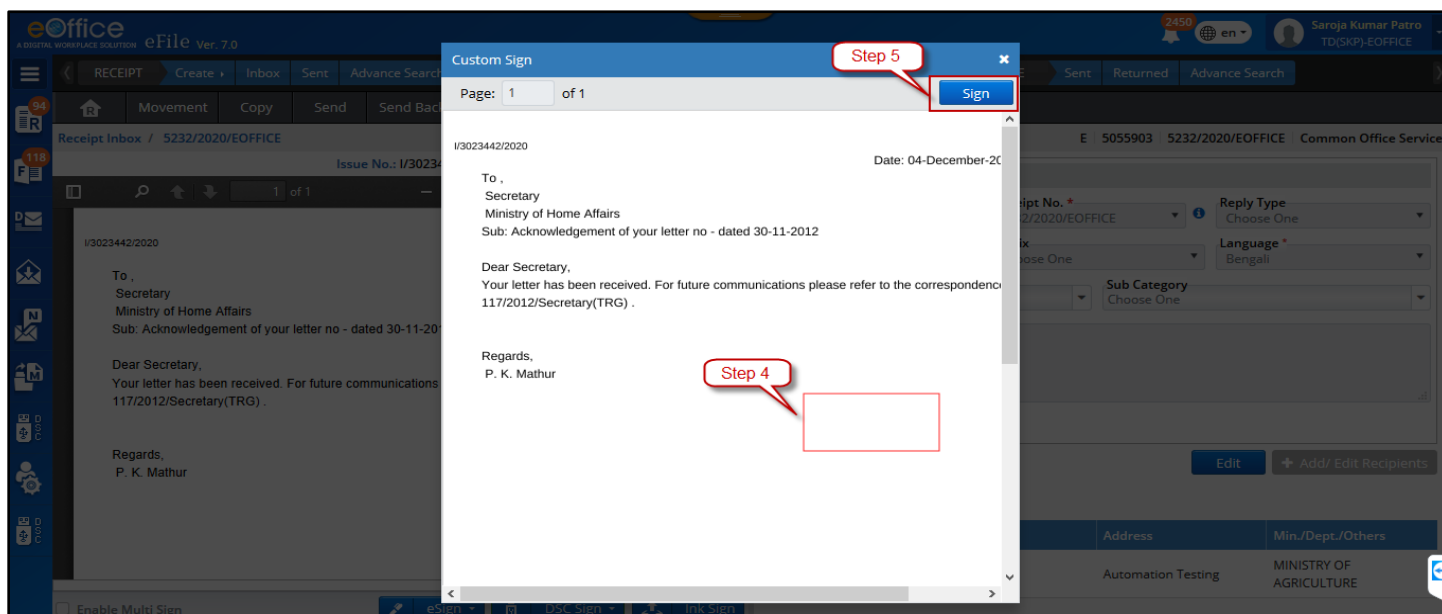 eOffice
A DIGITAL WORKPLACE SOLUTION
eFile Ver. 7.0
2450
en
Saroja Kumar Patro
TD(SKP)-EOFFICE
RECEIPT Create Inbox Sent Advance Search
Sent Returned Advance Search
Movement Copy Send Send Bac
Custom Sign
Step 5
Page: 1 of 1
Sign
94
R
118
F
D
N
M
DSC
DSC
Receipt Inbox / 5232/2020/EOFFICE
E 5055903 5232/2020/EOFFICE Common Office Service
Issue No.: I/3023
1 of 1
I/3023442/2020
To ,
Secretary
Ministry of Home Affairs
Sub: Acknowledgement of your letter no - dated 30-11-20
Dear Secretary,
Your letter has been received. For future communications
117/2012/Secretary(TRG) .
Regards,
P. K. Mathur
I/3023442/2020
Date: 04-December-20
To ,
Secretary
Ministry of Home Affairs
Sub: Acknowledgement of your letter no - dated 30-11-2012
Dear Secretary,
Your letter has been received. For future communications please refer to the correspondence
117/2012/Secretary(TRG) .
Regards,
P. K. Mathur
Step 4
ipt No. *
2/2020/EOFFICE
Reply Type
Choose One
ix
ose One
Language *
Bengali
Sub Category
Choose One
Edit
+ Add/ Edit Recipients
Address Min./Dept./Others
Automation Testing
MINISTRY OF
AGRICULTURE
Enable Multi Sign
eSign
DSC Sign
Ink Sign